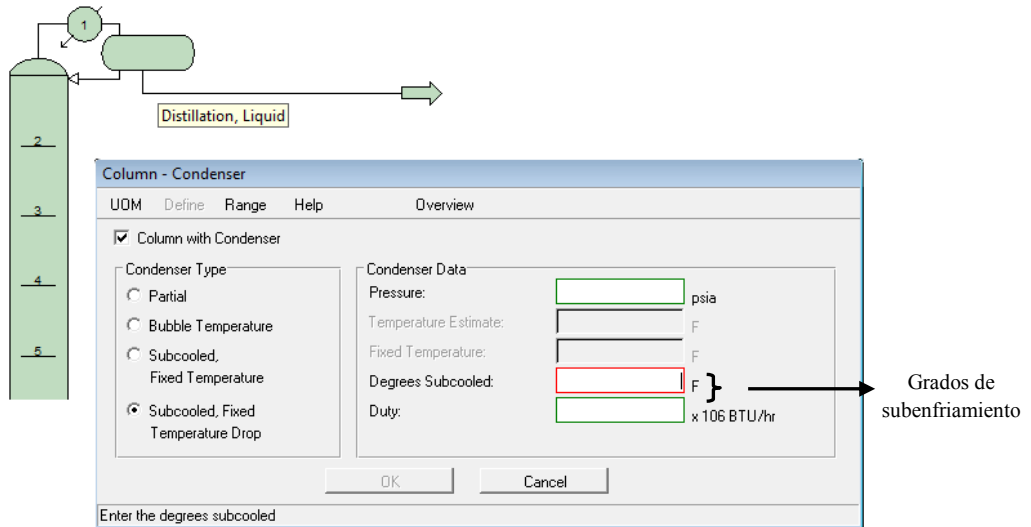 1
Distillation, Liquid
2
3
4
5
Column - Condenser
UOM Define Range Help Overview
Column with Condenser
Condenser Type
Partial
Bubble Temperature
Subcooled,
Fixed Temperature
Subcooled, Fixed
Temperature Drop
Condenser Data
Pressure: psia
Temperature Estimate: F
Fixed Temperature: F
Degrees Subcooled: F
Duty: x 106 BTU/hr
Grados de
subenfriamiento
OK Cancel
Enter the degrees subcooled